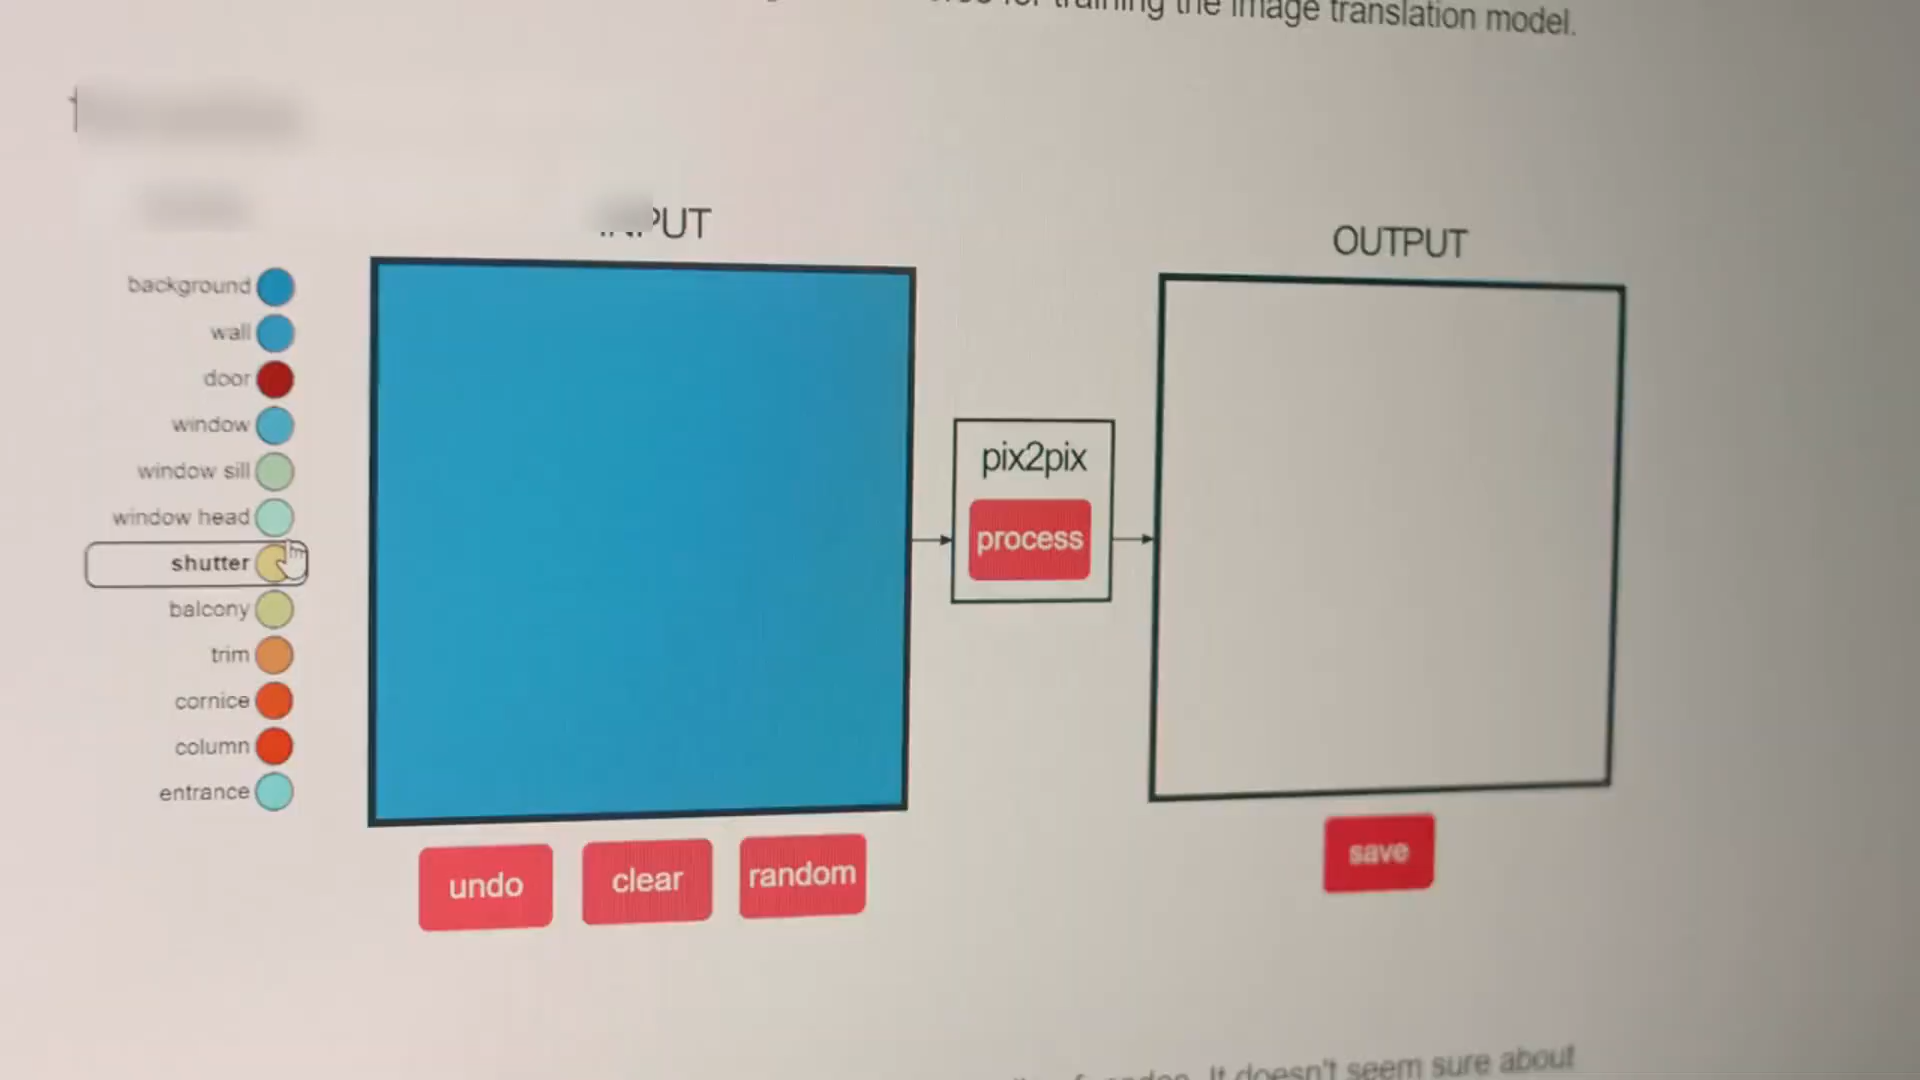 for training the image translation model.
PUT
OUTPUT
background
wall
door
window
window sill
window head
shutter
balcony
trim
cornice
column
entrance
pix2pix
process
undo
clear
random
save
It doesn't seem sure about